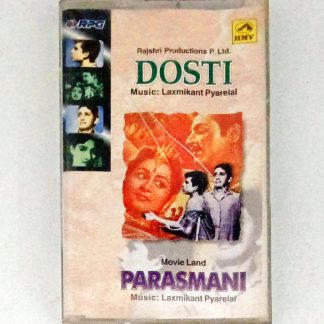 RPG
HMV
Rajshri Productions P. Ltd.
DOSTI
Music: Laxmikant Pyarelal
Movie Land
PARASMANI
Music: Laxmikant Pyarelal